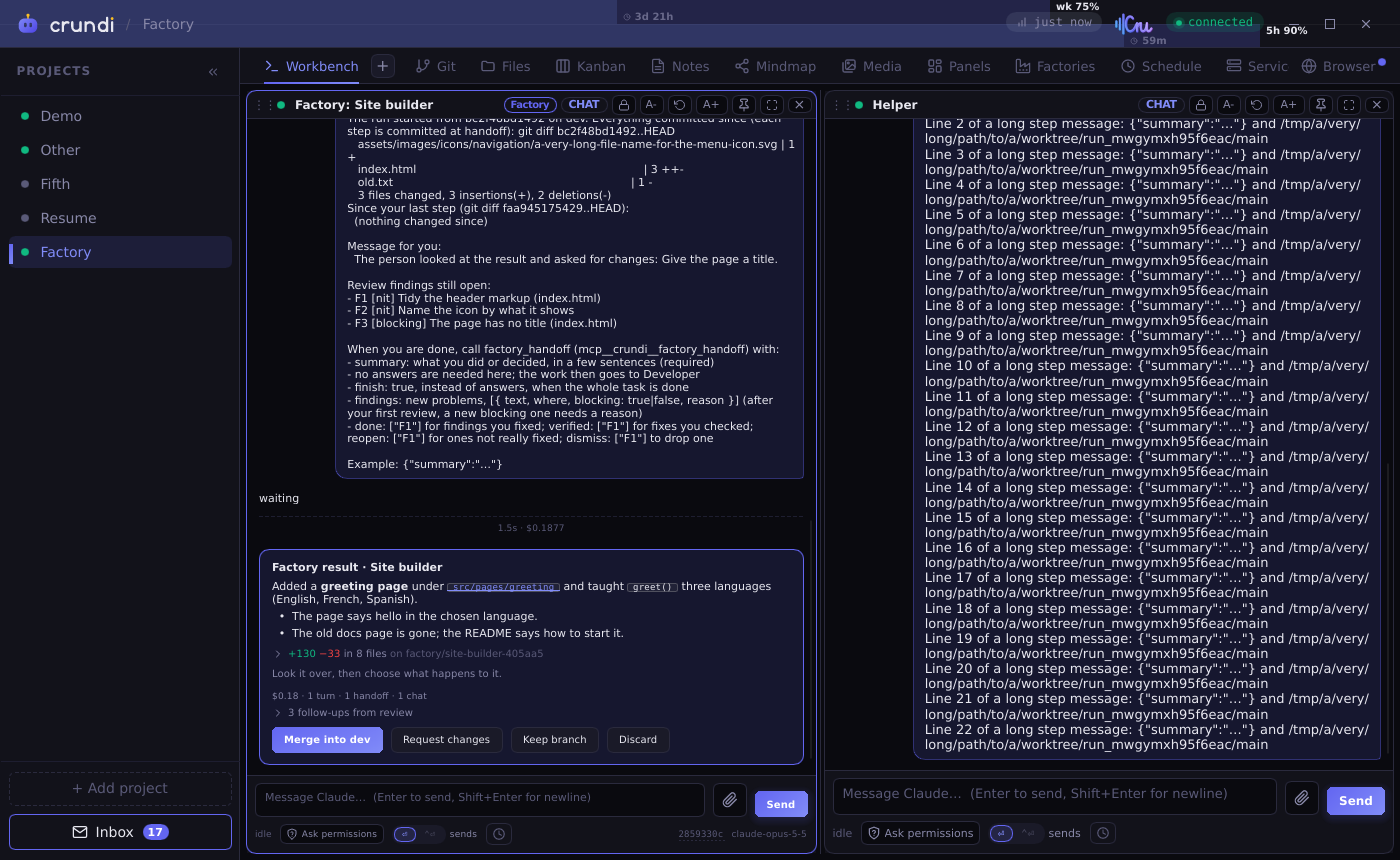 crundi / Factory
3d 21h
wk 75%
just now
Cru
connected
59m
5h 90%
PROJECTS
Demo
Other
Fifth
Resume
Factory
+ Add project
Inbox 17
Workbench
Git
Files
Kanban
Notes
Mindmap
Media
Panels
Factories
Schedule
Servic
Browser
Factory: Site builder
Factory CHAT A- A+
The run started from bc2f48bd1492 on dev. Everything committed since (each
step is committed at handoff): git diff bc2f48bd1492..HEAD
assets/images/icons/navigation/a-very-long-file-name-for-the-menu-icon.svg | 1
+
index.html | 3 ++-
old.txt | 1 -
3 files changed, 3 insertions(+), 2 deletions(-)
Since your last step (git diff faa945175429..HEAD):
(nothing changed since)
Message for you:
The person looked at the result and asked for changes: Give the page a title.
Review findings still open:
- F1 [nit] Tidy the header markup (index.html)
- F2 [nit] Name the icon by what it shows
- F3 [blocking] The page has no title (index.html)
When you are done, call factory_handoff (mcp__crundi__factory_handoff) with:
- summary: what you did or decided, in a few sentences (required)
- no answers are needed here; the work then goes to Developer
- finish: true, instead of answers, when the whole task is done
- findings: new problems, [{ text, where, blocking: true|false, reason }] (after
your first review, a new blocking one needs a reason)
- done: ["F1"] for findings you fixed; verified: ["F1"] for fixes you checked;
reopen: ["F1"] for ones not really fixed; dismiss: ["F1"] to drop one
Example: {"summary":"..."}
waiting
1.5s · $0.1877
Factory result · Site builder
Added a greeting page under src/pages/greeting and taught greet() three languages
(English, French, Spanish).
• The page says hello in the chosen language.
• The old docs page is gone; the README says how to start it.
+130 −33 in 8 files on factory/site-builder-405aa5
Look it over, then choose what happens to it.
$0.18 · 1 turn · 1 handoff · 1 chat
3 follow-ups from review
Merge into dev
Request changes
Keep branch
Discard
Message Claude… (Enter to send, Shift+Enter for newline)
Send
idle Ask permissions sends 2859330c claude-opus-5-5
Helper
CHAT A- A+
Line 2 of a long step message: {"summary":"..."} and /tmp/a/very/
long/path/to/a/worktree/run_mwgymxh95f6eac/main
Line 3 of a long step message: {"summary":"..."} and /tmp/a/very/
long/path/to/a/worktree/run_mwgymxh95f6eac/main
Line 4 of a long step message: {"summary":"..."} and /tmp/a/very/
long/path/to/a/worktree/run_mwgymxh95f6eac/main
Line 5 of a long step message: {"summary":"..."} and /tmp/a/very/
long/path/to/a/worktree/run_mwgymxh95f6eac/main
Line 6 of a long step message: {"summary":"..."} and /tmp/a/very/
long/path/to/a/worktree/run_mwgymxh95f6eac/main
Line 7 of a long step message: {"summary":"..."} and /tmp/a/very/
long/path/to/a/worktree/run_mwgymxh95f6eac/main
Line 8 of a long step message: {"summary":"..."} and /tmp/a/very/
long/path/to/a/worktree/run_mwgymxh95f6eac/main
Line 9 of a long step message: {"summary":"..."} and /tmp/a/very/
long/path/to/a/worktree/run_mwgymxh95f6eac/main
Line 10 of a long step message: {"summary":"..."} and /tmp/a/very/
long/path/to/a/worktree/run_mwgymxh95f6eac/main
Line 11 of a long step message: {"summary":"..."} and /tmp/a/very/
long/path/to/a/worktree/run_mwgymxh95f6eac/main
Line 12 of a long step message: {"summary":"..."} and /tmp/a/very/
long/path/to/a/worktree/run_mwgymxh95f6eac/main
Line 13 of a long step message: {"summary":"..."} and /tmp/a/very/
long/path/to/a/worktree/run_mwgymxh95f6eac/main
Line 14 of a long step message: {"summary":"..."} and /tmp/a/very/
long/path/to/a/worktree/run_mwgymxh95f6eac/main
Line 15 of a long step message: {"summary":"..."} and /tmp/a/very/
long/path/to/a/worktree/run_mwgymxh95f6eac/main
Line 16 of a long step message: {"summary":"..."} and /tmp/a/very/
long/path/to/a/worktree/run_mwgymxh95f6eac/main
Line 17 of a long step message: {"summary":"..."} and /tmp/a/very/
long/path/to/a/worktree/run_mwgymxh95f6eac/main
Line 18 of a long step message: {"summary":"..."} and /tmp/a/very/
long/path/to/a/worktree/run_mwgymxh95f6eac/main
Line 19 of a long step message: {"summary":"..."} and /tmp/a/very/
long/path/to/a/worktree/run_mwgymxh95f6eac/main
Line 20 of a long step message: {"summary":"..."} and /tmp/a/very/
long/path/to/a/worktree/run_mwgymxh95f6eac/main
Line 21 of a long step message: {"summary":"..."} and /tmp/a/very/
long/path/to/a/worktree/run_mwgymxh95f6eac/main
Line 22 of a long step message: {"summary":"..."} and /tmp/a/very/
long/path/to/a/worktree/run_mwgymxh95f6eac/main
Message Claude… (Enter to send, Shift+Enter for newline)
Send
idle Ask permissions sends